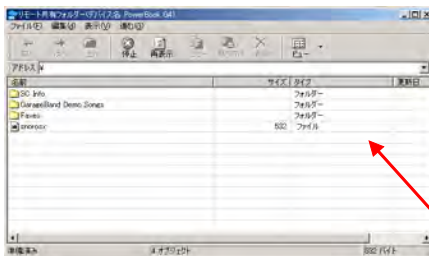 リモート共有フォルダ-(デバイス名 PowerBook G4)
ファイル(F) 編集(E) 表示(V)
停止 再表示 ビュー
アドレス ¥
名前 サイズ タイプ 更新日
SC Info フォルダー
GarageBand Demo Songs フォルダー
Faves フォルダー
532 ファイル
準備済み 4 オブジェクト 532 バイト